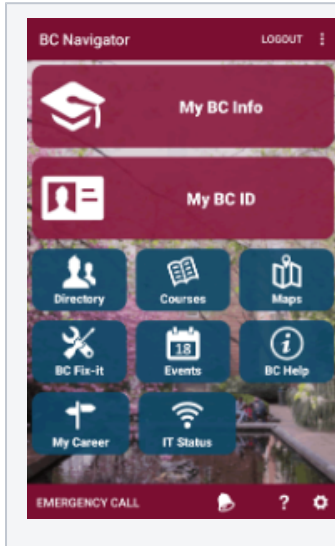 BC Navigator LOGOUT
My BC Info
My BC ID
Directory Courses Maps
BC Fix-it 18 Events BC Help
My Career IT Status
EMERGENCY CALL ?